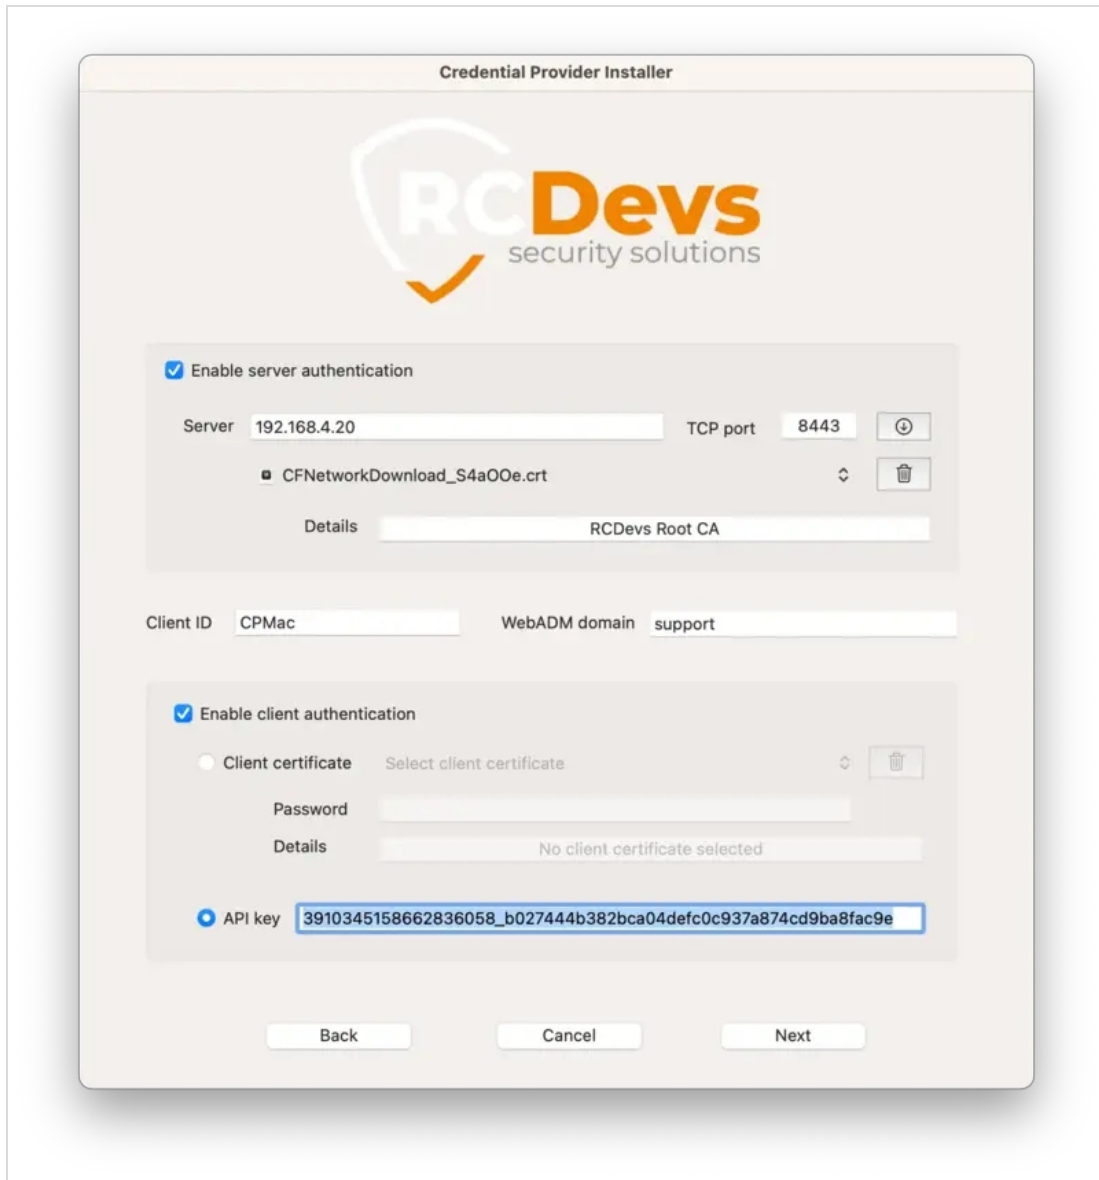 Credential Provider Installer
RCDevs
security solutions
Enable server authentication
Server 192.168.4.20 TCP port 8443
CFNetworkDownload_S4aOOe.crt
Details RCDevs Root CA
Client ID CPMac WebADM domain support
Enable client authentication
Client certificate Select client certificate
Password
Details No client certificate selected
API key 3910345158662836058_b027444b382bca04defc0c937a874cd9ba8fac9e
Back Cancel Next